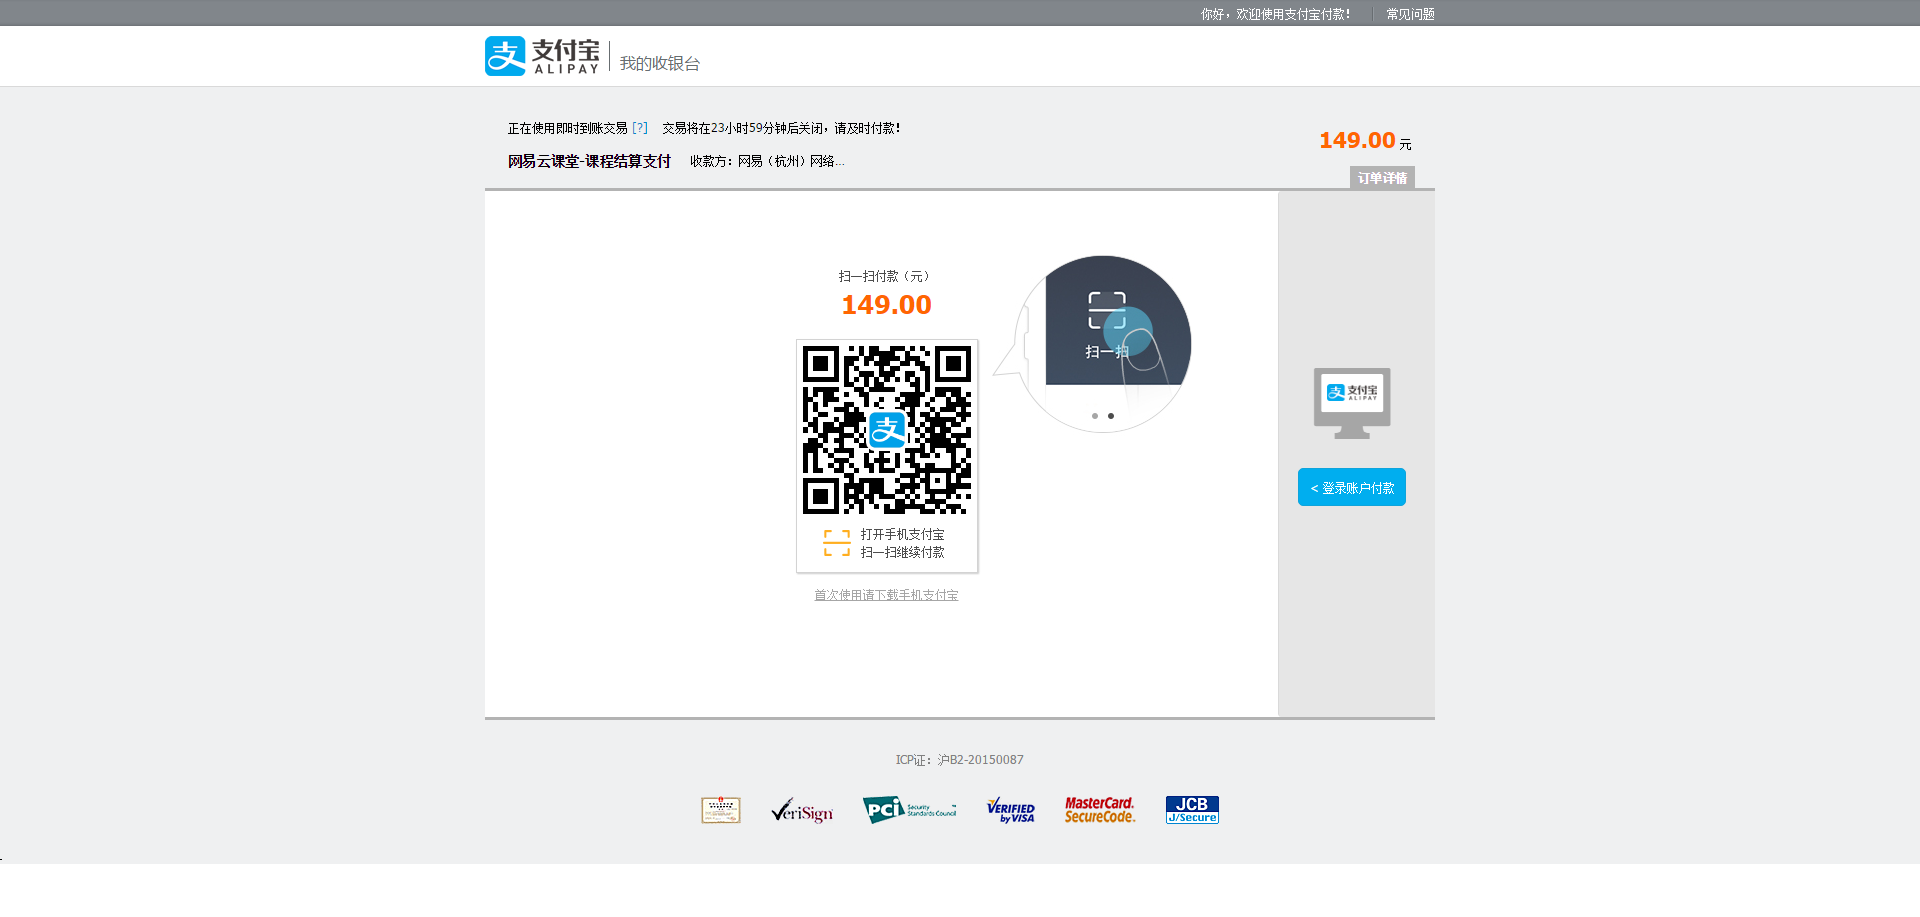 你好，欢迎使用支付宝付款！ 常见问题
支付宝 ALIPAY 我的收银台
正在使用即时到账交易 [?] 交易将在23小时59分钟后关闭，请及时付款！
149.00 元
网易云课堂-课程结算支付 收款方：网易（杭州）网络...
订单详情
扫一扫付款（元）
149.00
扫一扫
支
支付宝
ALIPAY
< 登录账户付款
打开手机支付宝
扫一扫继续付款
首次使用请下载手机支付宝
ICP证：沪B2-20150087
VeriSign
PCI Security Standards Council
VERIFIED by VISA
MasterCard. SecureCode.
JCB J/Secure